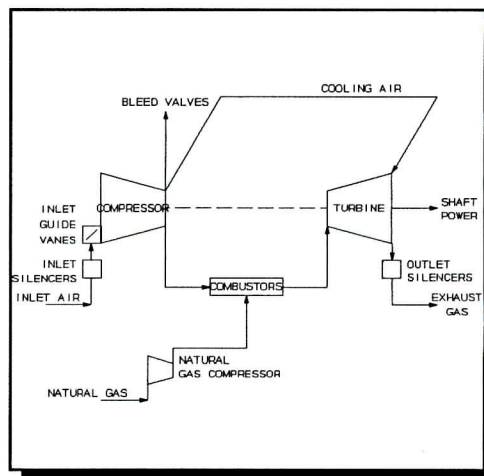 COOLING AIR
BLEED VALVES
COMPRESSOR
TURBINE
SHAFT
POWER
INLET
GUIDE
VANES
INLET
SILENCERS
INLET AIR
COMBUSTORS
OUTLET
SILENCERS
EXHAUST
GAS
NATURAL
GAS COMPRESSOR
NATURAL GAS